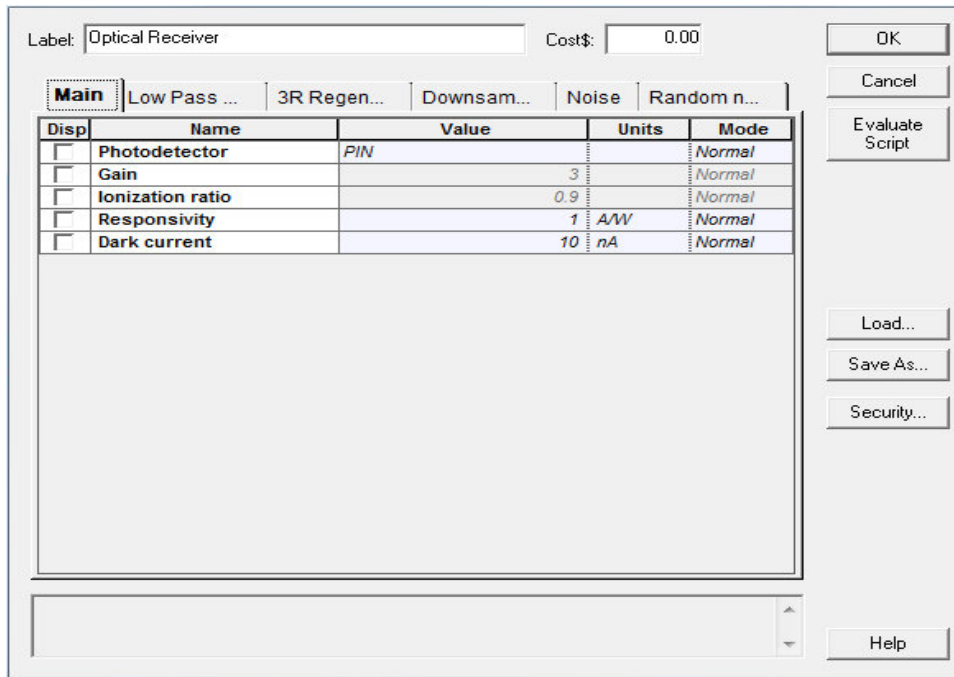 Label: Optical Receiver Cost$: 0.00 OK
Cancel
Evaluate Script
Main Low Pass ... 3R Regen... Downsam... Noise Random n...
Disp Name Value Units Mode
Photodetector PIN Normal
Gain 3 Normal
Ionization ratio 0.9 Normal
Responsivity 1 A/W Normal
Dark current 10 nA Normal
Load...
Save As...
Security...
Help